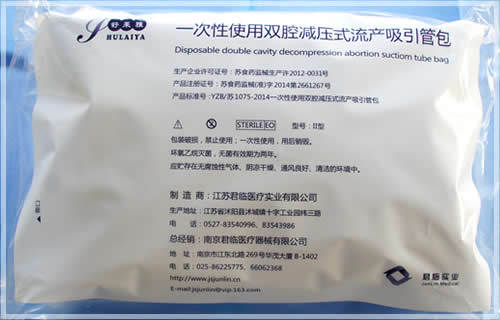 舒莱雅
HULAIYA
一次性使用双腔减压式流产吸引管包
Disposable double cavity decompression abortion suctiom tube bag
生产企业许可证号：苏食药监械生产许2012-0031号
产品注册证号：苏食药监械(准)字2014第2661267号
产品标准号：YZB/苏1075-2014一次性使用双腔减压式流产吸引管包
STERILE EO 型号：II型
包装破损，禁止使用；一次性使用，用后销毁。
环氧乙烷灭菌，无菌有效期为两年。
应贮存在无腐蚀性气体、阴凉干燥、通风良好、清洁的环境中。
制造商：江苏君临医疗实业有限公司
生产地址：江苏省沭阳县沭城镇十字工业园纬三路
电话：0527-83540996、83543986
总经销：南京君临医疗器械有限公司
地址：南京市江东北路269号华茂大厦B-1402
电话：025-86225775、66062368
http://www.jsjunlin.cn
E-mail:jsjunlin@vip.163.com
君临实业
JunLin Medical